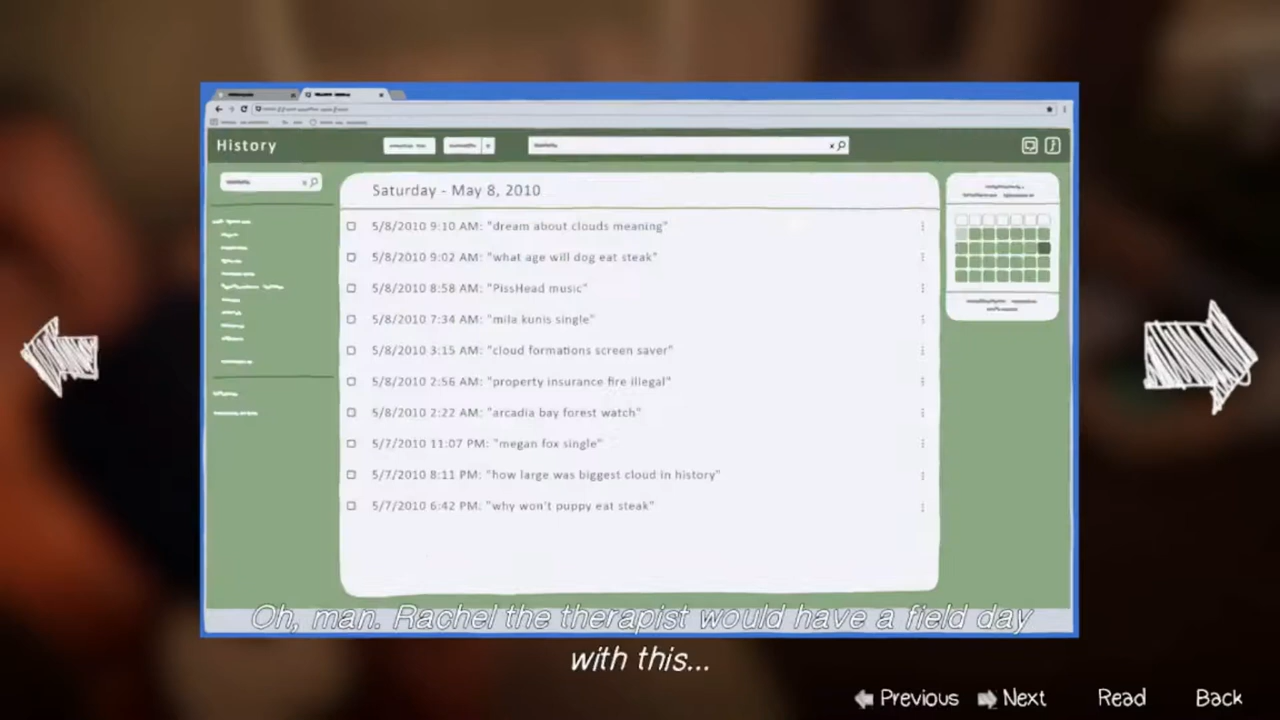 History
Saturday - May 8, 2010
5/8/2010 9:10 AM: "dream about clouds meaning"
5/8/2010 9:02 AM: "what age will dog eat steak"
5/8/2010 8:58 AM: "PissHead music"
5/8/2010 7:34 AM: "mila kunis single"
5/8/2010 3:15 AM: "cloud formations screen saver"
5/8/2010 2:56 AM: "property insurance fire illegal"
5/8/2010 2:22 AM: "arcadia bay forest watch"
5/7/2010 11:07 PM: "megan fox single"
5/7/2010 8:11 PM: "how large was biggest cloud in history"
5/7/2010 6:42 PM: "why won't puppy eat steak"
Oh, man. Rachel the therapist would have a field day
with this...
Previous Next Read Back